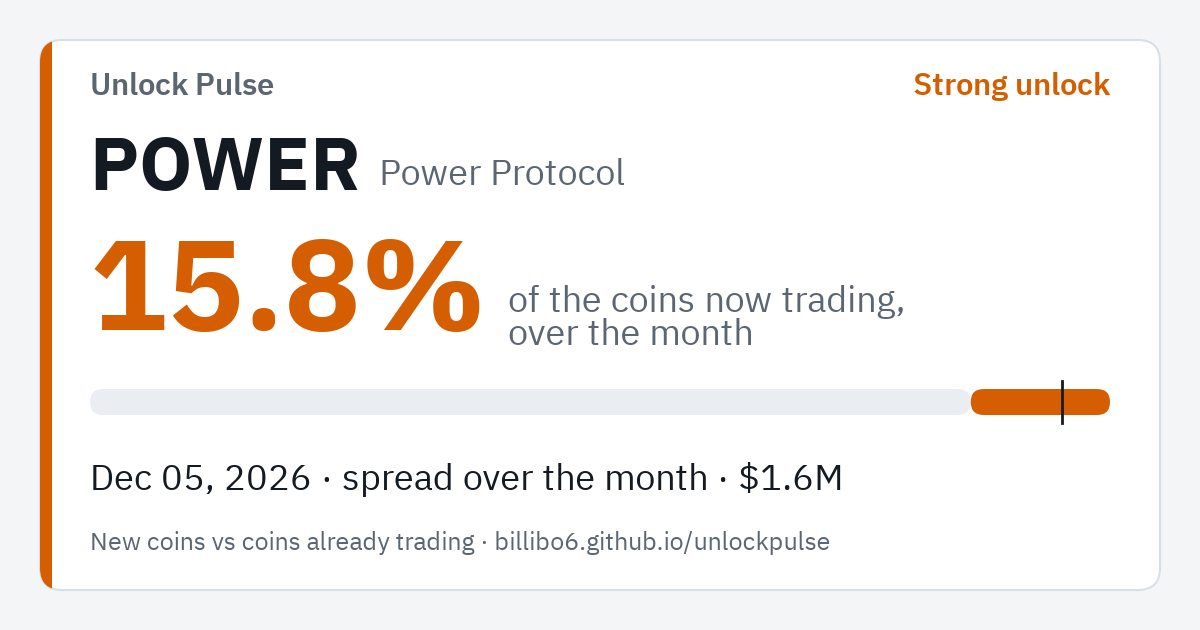 Unlock Pulse
Strong unlock
POWER Power Protocol
15.8% of the coins now trading,
over the month
Dec 05, 2026 · spread over the month · $1.6M
New coins vs coins already trading · billibo6.github.io/unlockpulse